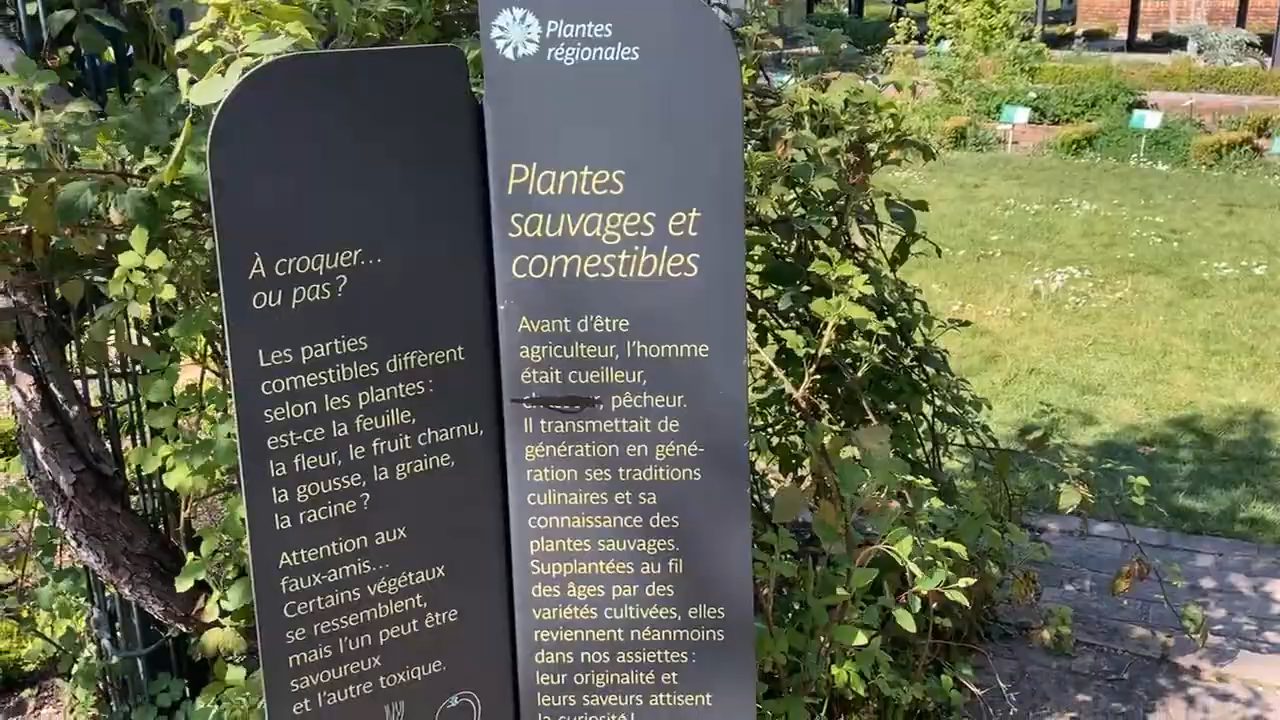 À croquer...
ou pas?
Les parties
comestibles diffèrent
selon les plantes :
est-ce la feuille,
la fleur, le fruit charnu,
la gousse, la graine,
la racine ?
Attention aux
faux-amis...
Certains végétaux
se ressemblent,
mais l'un peut être
savoureux
et l'autre toxique.
Plantes
régionales
Plantes
sauvages et
comestibles
Avant d'être
agriculteur, l'homme
était cueilleur,
, pêcheur.
Il transmettait de
génération en géné-
ration ses traditions
culinaires et sa
connaissance des
plantes sauvages.
Supplantées au fil
des âges par des
variétés cultivées, elles
reviennent néanmoins
dans nos assiettes :
leur originalité et
leurs saveurs attisent
la curiosité!